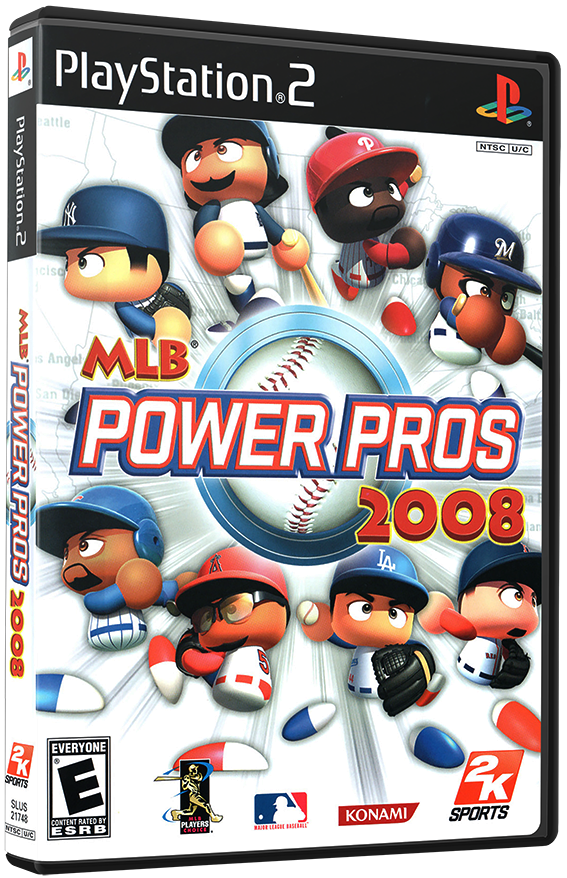 PlayStation®2
NTSC U/C
PlayStation®2
MLB POWER PROS 2008
2K
SPORTS
SLUS
21748
NTSC U/C
MLB®
POWER PROS
2008
P
M
LA
A
EVERYONE
E
CONTENT RATED BY
ESRB
MLB
PLAYERS
CHOICE
MAJOR LEAGUE BASEBALL
KONAMI
2K
SPORTS